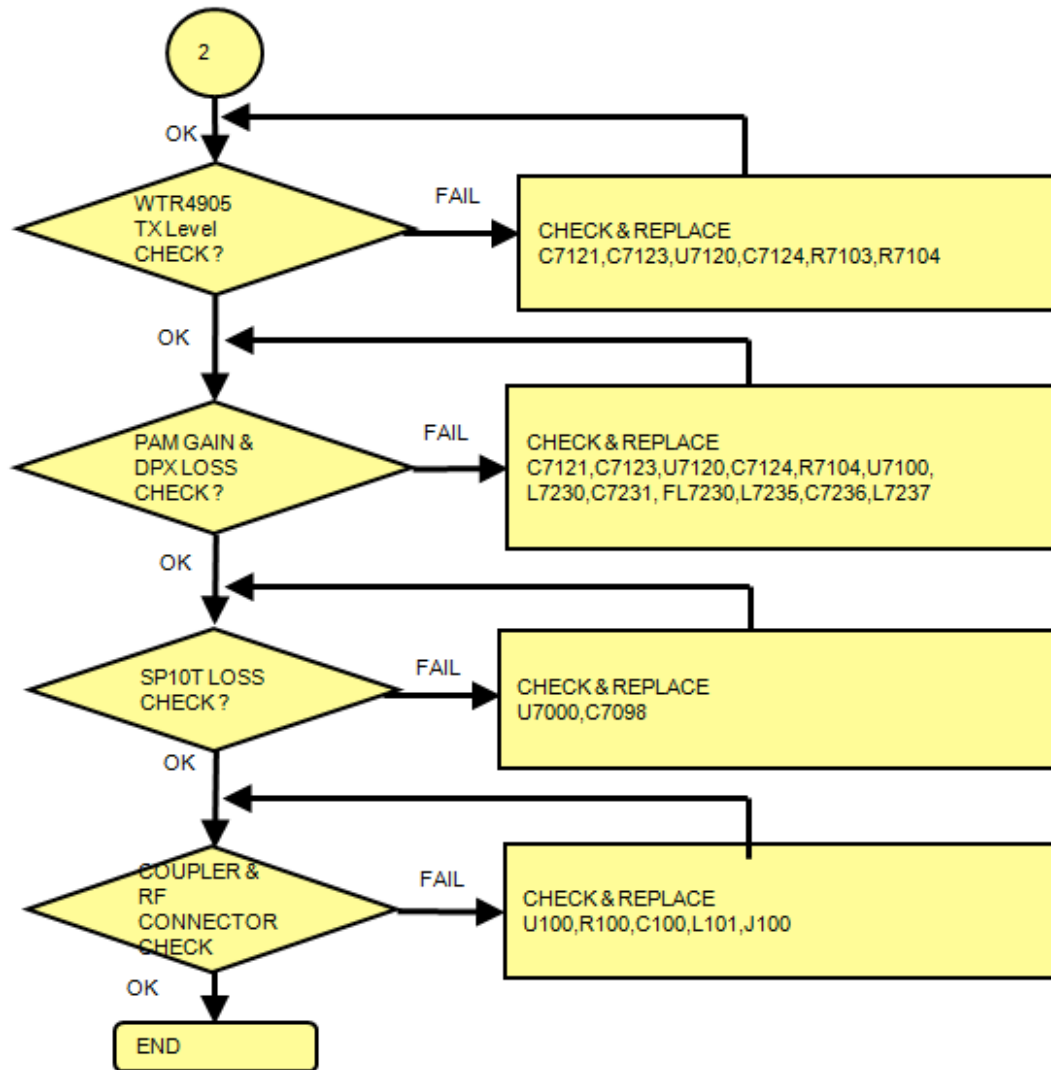 2
OK
WTR4905
TX Level
CHECK ?
FAIL
CHECK & REPLACE
C7121,C7123,U7120,C7124,R7103,R7104
OK
PAM GAIN &
DPX LOSS
CHECK ?
FAIL
CHECK & REPLACE
C7121,C7123,U7120,C7124,R7104,U7100,
L7230,C7231, FL7230,L7235,C7236,L7237
OK
SP10T LOSS
CHECK ?
FAIL
CHECK & REPLACE
U7000,C7098
OK
COUPLER &
RF
CONNECTOR
CHECK
FAIL
CHECK & REPLACE
U100,R100,C100,L101,J100
OK
END